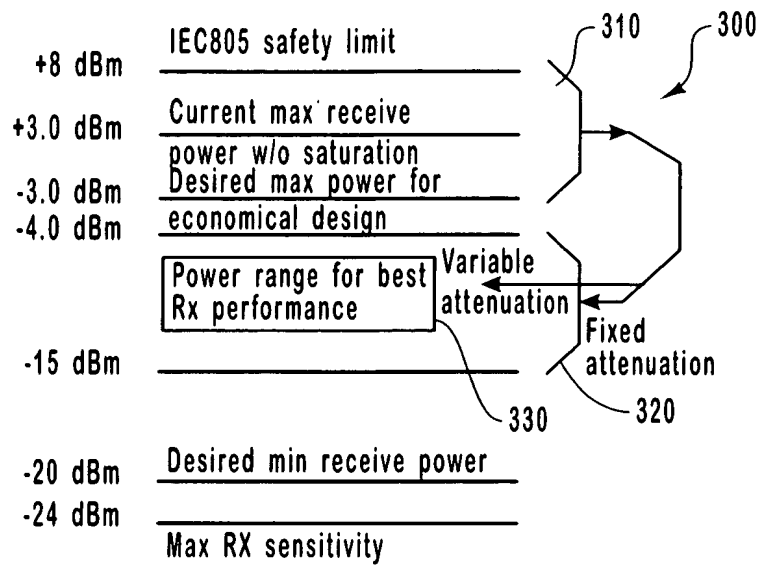 IEC805 safety limit
310
300
+8 dBm
Current max receive
+3.0 dBm
power w/o saturation
-3.0 dBm
Desired max power for
-4.0 dBm
economical design
Power range for best
Rx performance
Variable
attenuation
Fixed
attenuation
-15 dBm
320
330
-20 dBm
Desired min receive power
-24 dBm
Max RX sensitivity